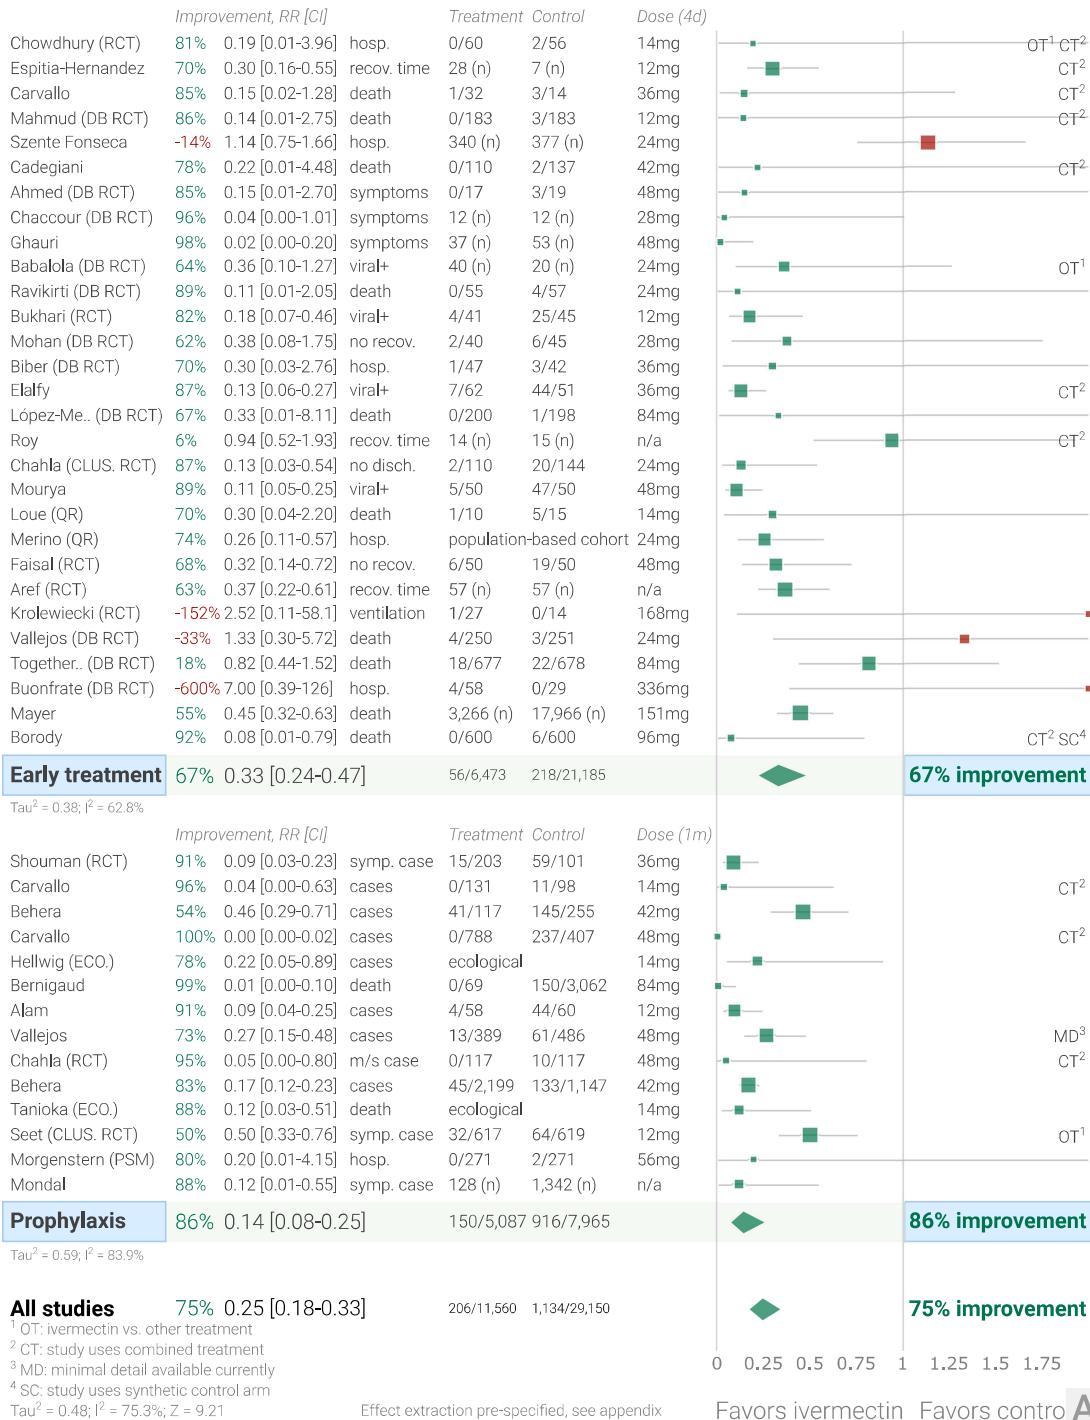 Improvement, RR [CI] Treatment Control Dose (4d)
Chowdhury (RCT) 81% 0.19 [0.01-3.96] hosp. 0/60 2/56 14mg OT1 CT2
Espitia-Hernandez 70% 0.30 [0.16-0.55] recov. time 28 (n) 7 (n) 12mg CT2
Carvallo 85% 0.15 [0.02-1.28] death 1/32 3/14 36mg CT2
Mahmud (DB RCT) 86% 0.14 [0.01-2.75] death 0/183 3/183 12mg CT2
Szente Fonseca -14% 1.14 [0.75-1.66] hosp. 340 (n) 377 (n) 24mg
Cadegiani 78% 0.22 [0.01-4.48] death 0/110 2/137 42mg CT2
Ahmed (DB RCT) 85% 0.15 [0.01-2.70] symptoms 0/17 3/19 48mg
Chaccour (DB RCT) 96% 0.04 [0.00-1.01] symptoms 12 (n) 12 (n) 28mg
Ghauri 98% 0.02 [0.00-0.20] symptoms 37 (n) 53 (n) 48mg
Babalola (DB RCT) 64% 0.36 [0.10-1.27] viral+ 40 (n) 20 (n) 24mg OT1
Ravikirti (DB RCT) 89% 0.11 [0.01-2.05] death 0/55 4/57 24mg
Bukhari (RCT) 82% 0.18 [0.07-0.46] viral+ 4/41 25/45 12mg
Mohan (DB RCT) 62% 0.38 [0.08-1.75] no recov. 2/40 6/45 28mg
Biber (DB RCT) 70% 0.30 [0.03-2.76] hosp. 1/47 3/42 36mg
Elalfy 87% 0.13 [0.06-0.27] viral+ 7/62 44/51 36mg CT2
López-Me.. (DB RCT) 67% 0.33 [0.01-8.11] death 0/200 1/198 84mg
Roy 6% 0.94 [0.52-1.93] recov. time 14 (n) 15 (n) n/a CT2
Chahla (CLUS. RCT) 87% 0.13 [0.03-0.54] no disch. 2/110 20/144 24mg
Mourya 89% 0.11 [0.05-0.25] viral+ 5/50 47/50 48mg
Loue (QR) 70% 0.30 [0.04-2.20] death 1/10 5/15 14mg
Merino (QR) 74% 0.26 [0.11-0.57] hosp. population-based cohort 24mg
Faisal (RCT) 68% 0.32 [0.14-0.72] no recov. 6/50 19/50 48mg
Aref (RCT) 63% 0.37 [0.22-0.61] recov. time 57 (n) 57 (n) n/a
Krolewiecki (RCT) -152% 2.52 [0.11-58.1] ventilation 1/27 0/14 168mg
Vallejos (DB RCT) -33% 1.33 [0.30-5.72] death 4/250 3/251 24mg
Together.. (DB RCT) 18% 0.82 [0.44-1.52] death 18/677 22/678 84mg
Buonfrate (DB RCT) -600% 7.00 [0.39-126] hosp. 4/58 0/29 336mg
Mayer 55% 0.45 [0.32-0.63] death 3,266 (n) 17,966 (n) 151mg
Borody 92% 0.08 [0.01-0.79] death 0/600 6/600 96mg CT2 SC4
Early treatment 67% 0.33 [0.24-0.47] 56/6,473 218/21,185 67% improvement
Tau2 = 0.38; I2 = 62.8%
Improvement, RR [CI] Treatment Control Dose (1m)
Shouman (RCT) 91% 0.09 [0.03-0.23] symp. case 15/203 59/101 36mg
Carvallo 96% 0.04 [0.00-0.63] cases 0/131 11/98 14mg CT2
Behera 54% 0.46 [0.29-0.71] cases 41/117 145/255 42mg
Carvallo 100% 0.00 [0.00-0.02] cases 0/788 237/407 48mg CT2
Hellwig (ECO.) 78% 0.22 [0.05-0.89] cases ecological 14mg
Bernigaud 99% 0.01 [0.00-0.10] death 0/69 150/3,062 84mg
Alam 91% 0.09 [0.04-0.25] cases 4/58 44/60 12mg
Vallejos 73% 0.27 [0.15-0.48] cases 13/389 61/486 48mg MD3
Chahla (RCT) 95% 0.05 [0.00-0.80] m/s case 0/117 10/117 48mg CT2
Behera 83% 0.17 [0.12-0.23] cases 45/2,199 133/1,147 42mg
Tanioka (ECO.) 88% 0.12 [0.03-0.51] death ecological 14mg
Seet (CLUS. RCT) 50% 0.50 [0.33-0.76] symp. case 32/617 64/619 12mg OT1
Morgenstern (PSM) 80% 0.20 [0.01-4.15] hosp. 0/271 2/271 56mg
Mondal 88% 0.12 [0.01-0.55] symp. case 128 (n) 1,342 (n) n/a
Prophylaxis 86% 0.14 [0.08-0.25] 150/5,087 916/7,965 86% improvement
Tau2 = 0.59; I2 = 83.9%
All studies 75% 0.25 [0.18-0.33] 206/11,560 1,134/29,150 75% improvement
1 OT: ivermectin vs. other treatment
2 CT: study uses combined treatment
3 MD: minimal detail available currently
4 SC: study uses synthetic control arm
0 0.25 0.5 0.75 1 1.25 1.5 1.75
Tau2 = 0.48; I2 = 75.3%; Z = 9.21 Effect extraction pre-specified, see appendix Favors ivermectin Favors contro A